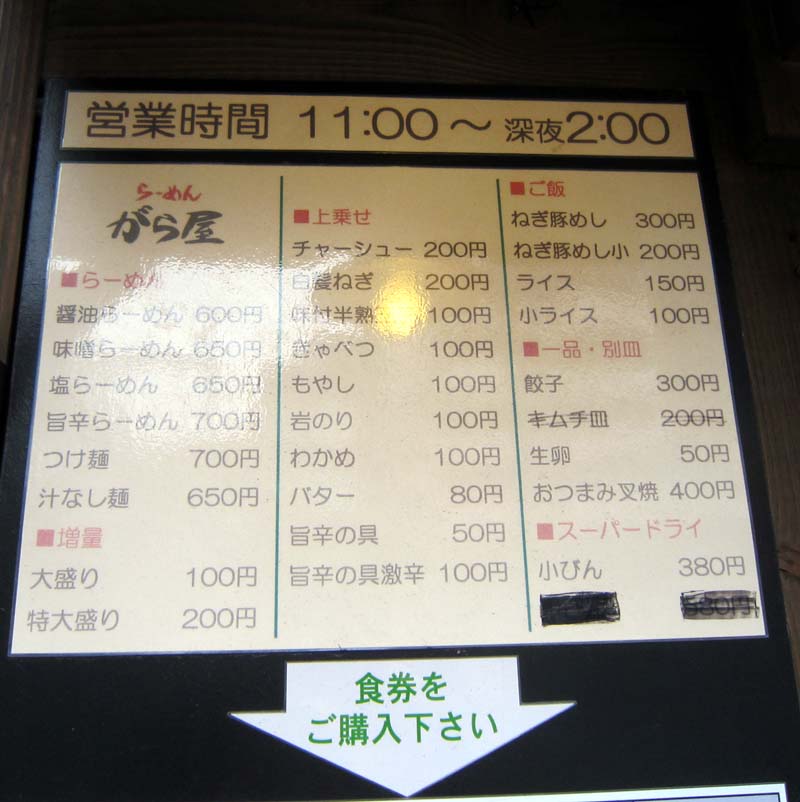 営業時間 11:00～深夜2:00
らーめん
がら屋
■らーめん
醤油らーめん 600円
味噌らーめん 650円
塩らーめん 650円
旨辛らーめん 700円
つけ麺 700円
汁なし麺 650円
■増量
大盛り 100円
特大盛り 200円
■上乗せ
チャーシュー 200円
白髪ねぎ 200円
味付半熟 100円
きゃべつ 100円
もやし 100円
岩のり 100円
わかめ 100円
バター 80円
旨辛の具 50円
旨辛の具激辛 100円
■ご飯
ねぎ豚めし 300円
ねぎ豚めし小 200円
ライス 150円
小ライス 100円
■一品・別皿
餃子 300円
キムチ皿 200円
生卵 50円
おつまみ叉焼 400円
■スーパードライ
小びん 380円
食券を
ご購入下さい